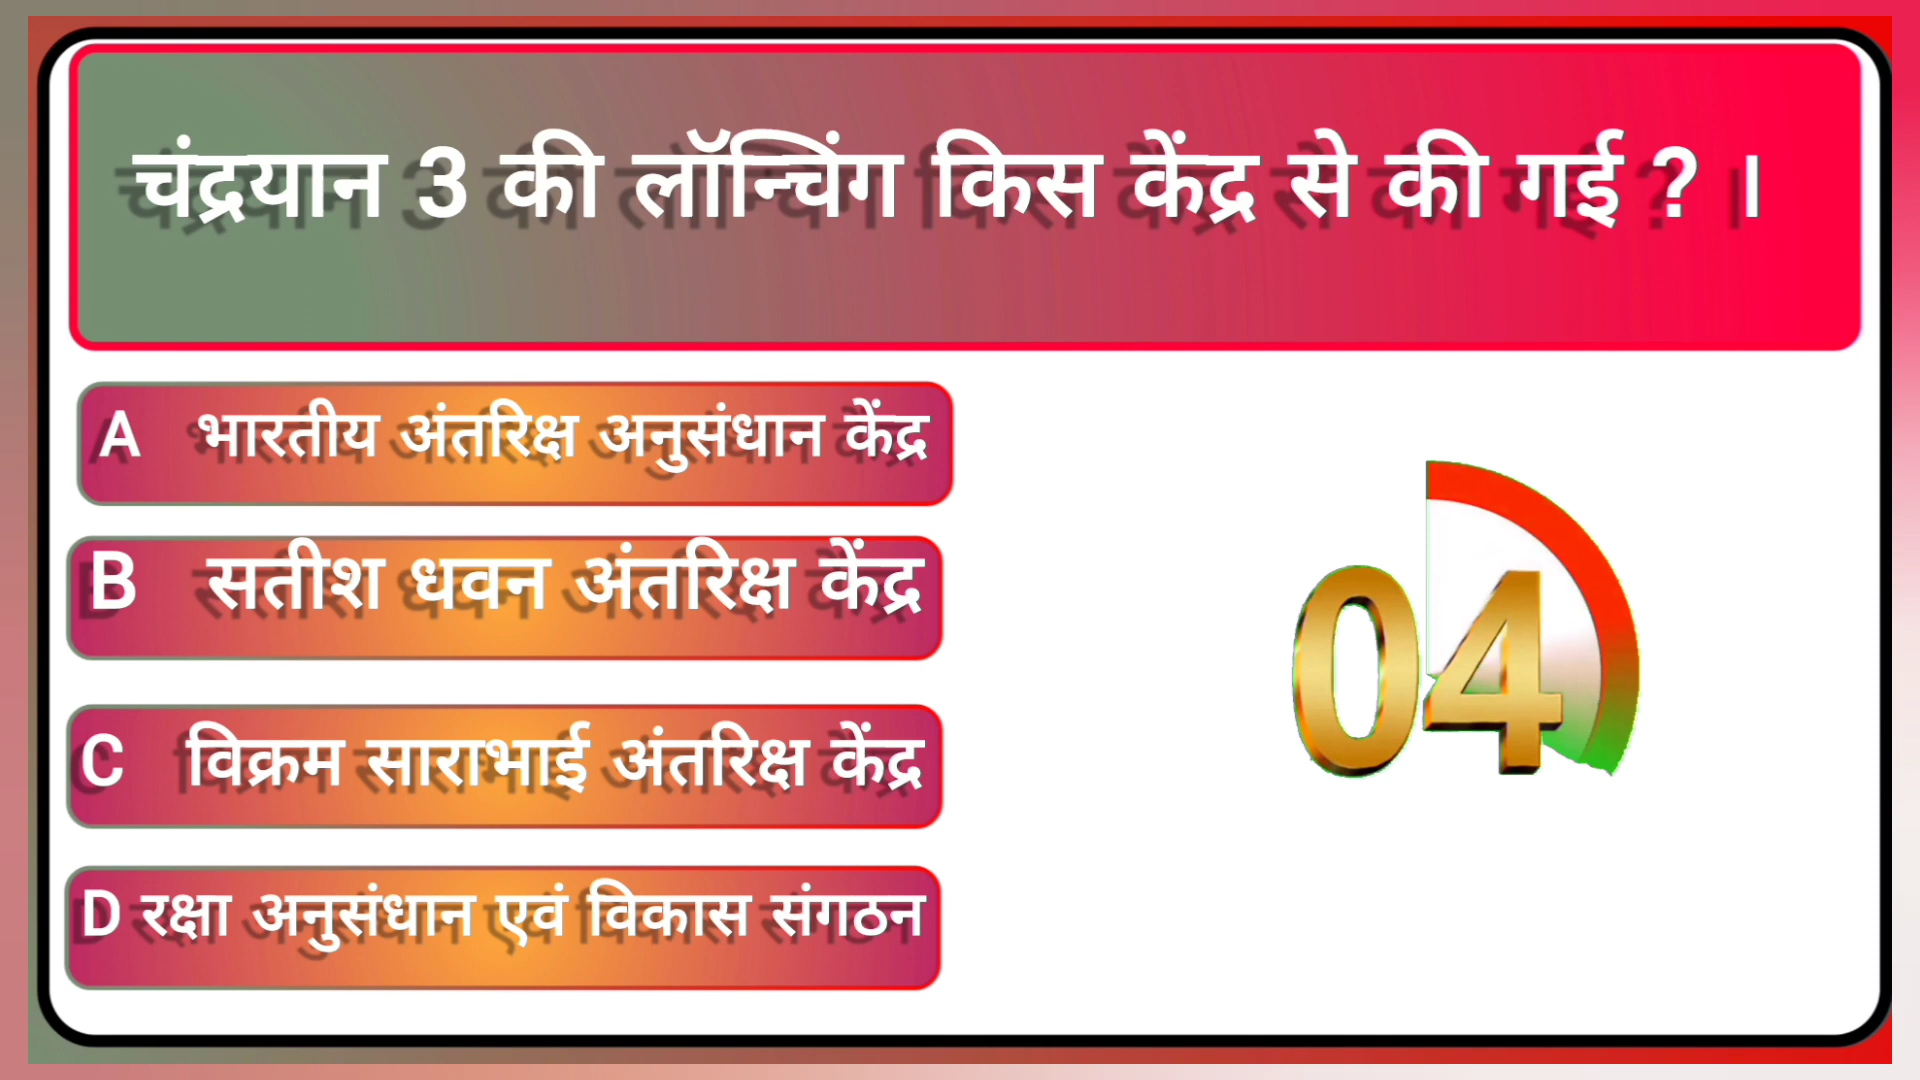 चंद्रयान 3 की लॉन्चिंग किस केंद्र से की गई ? ।
A भारतीय अंतरिक्ष अनुसंधान केंद्र
B सतीश धवन अंतरिक्ष केंद्र
C विक्रम साराभाई अंतरिक्ष केंद्र
D रक्षा अनुसंधान एवं विकास संगठन
04